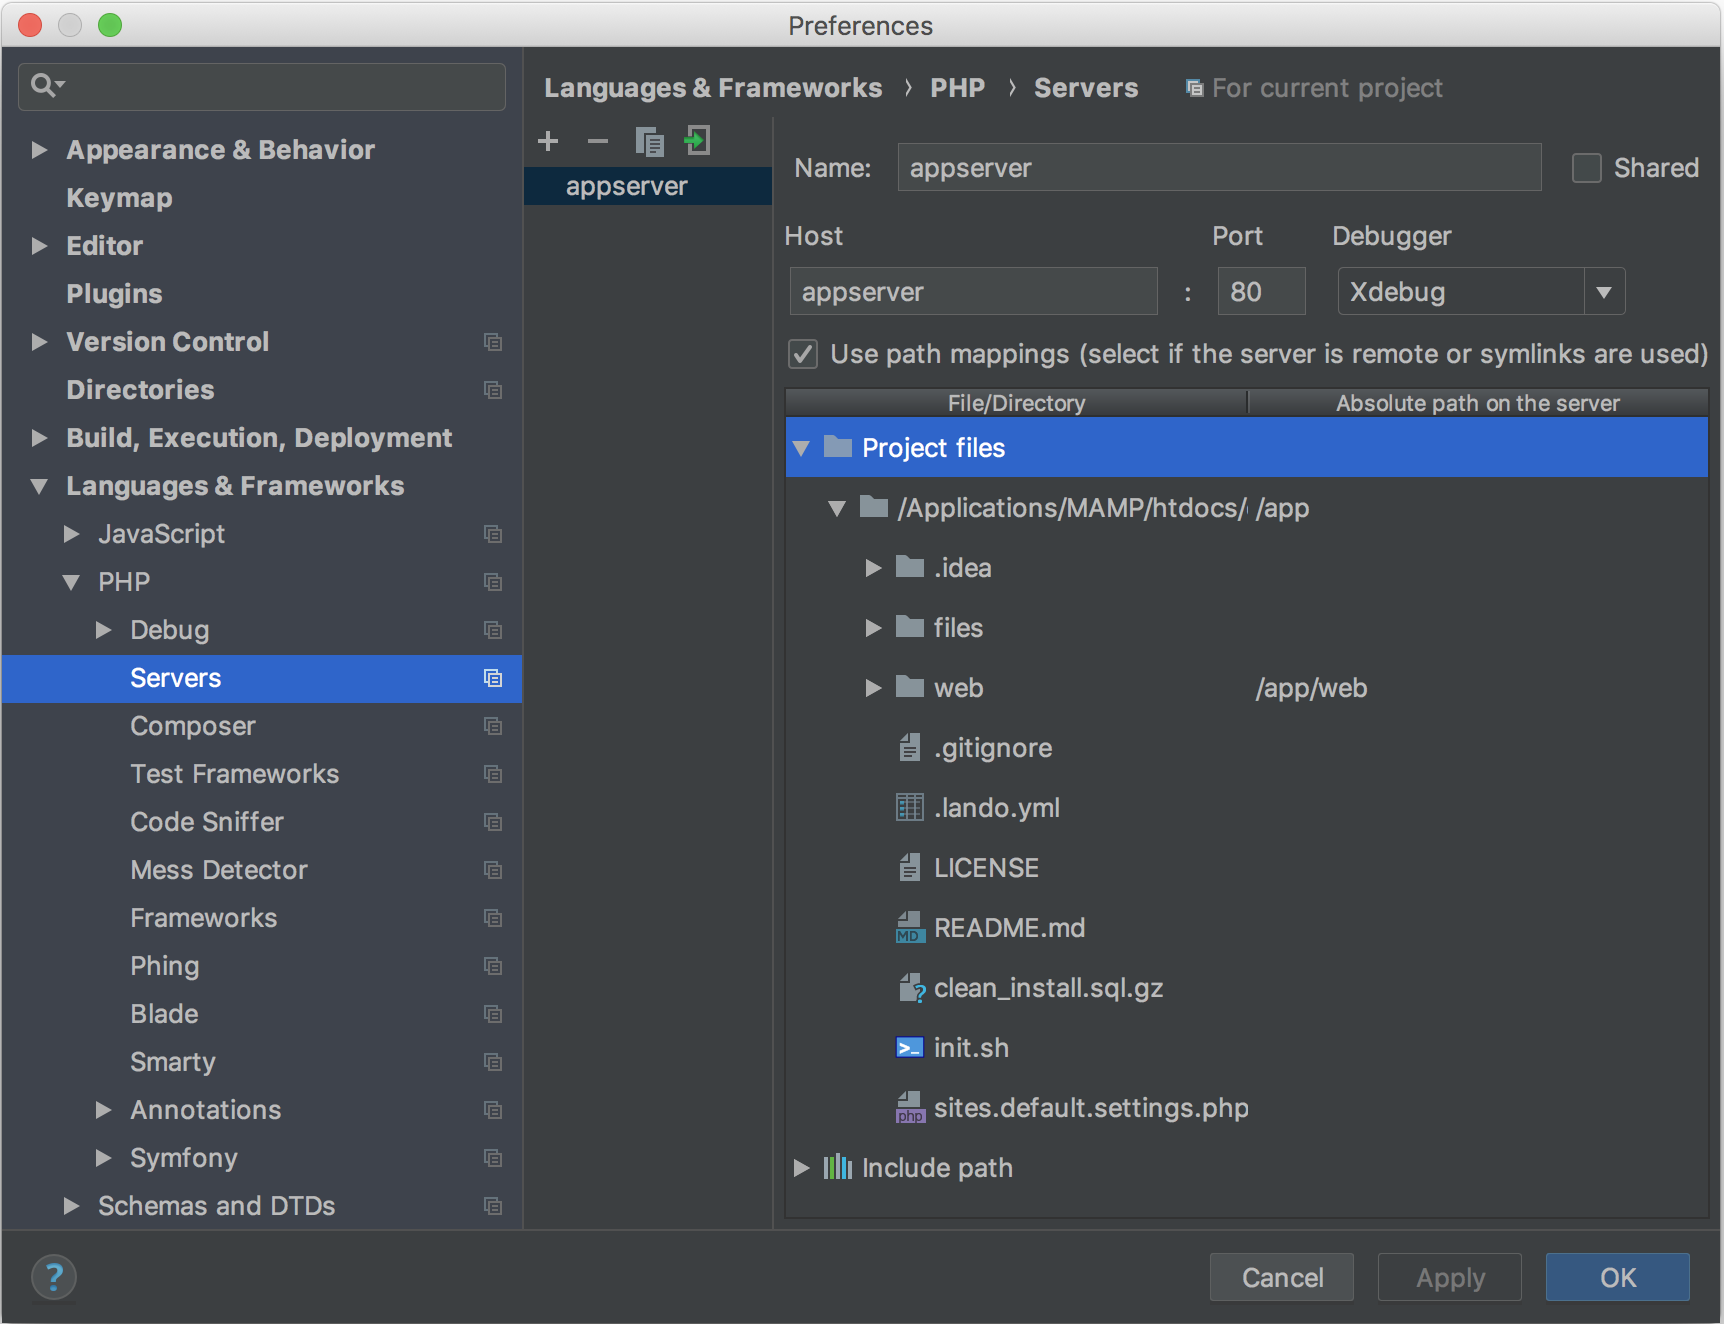 Preferences
Appearance & Behavior
Keymap
Editor
Plugins
Version Control
Directories
Build, Execution, Deployment
Languages & Frameworks
JavaScript
PHP
Debug
Servers
Composer
Test Frameworks
Code Sniffer
Mess Detector
Frameworks
Phing
Blade
Smarty
Annotations
Symfony
Schemas and DTDs
Languages & Frameworks › PHP › Servers For current project
appserver
Name: appserver Shared
Host Port Debugger
appserver : 80 Xdebug
Use path mappings (select if the server is remote or symlinks are used)
File/Directory Absolute path on the server
Project files
/Applications/MAMP/htdocs/ /app
.idea
files
web /app/web
.gitignore
.lando.yml
LICENSE
MD README.md
? clean_install.sql.gz
>_ init.sh
php sites.default.settings.php
Include path
? Cancel Apply OK